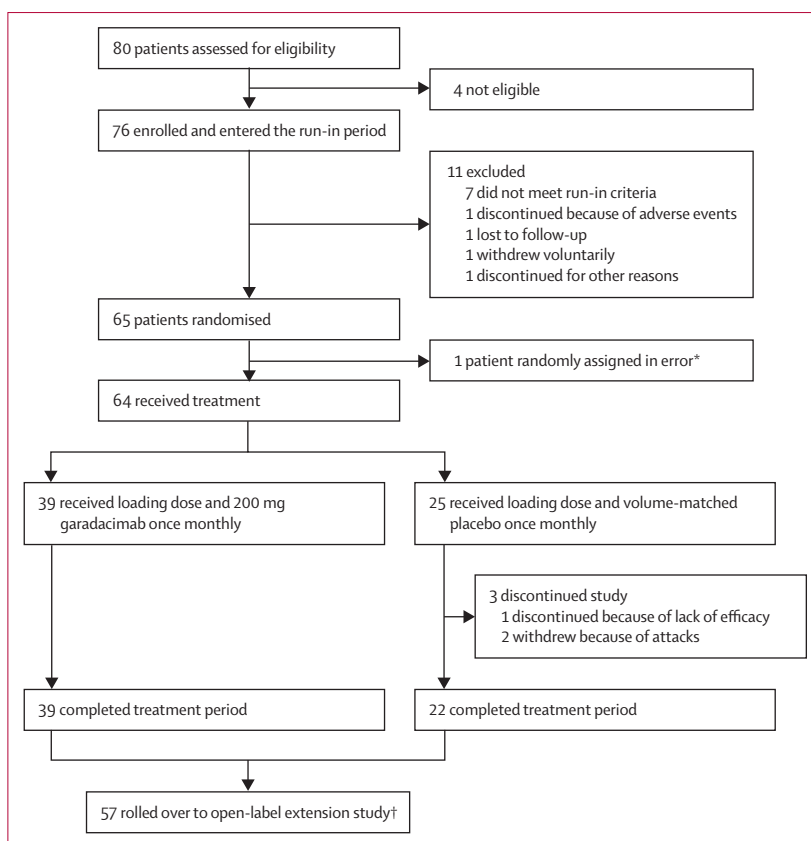 80 patients assessed for eligibility
4 not eligible
76 enrolled and entered the run-in period
11 excluded
7 did not meet run-in criteria
1 discontinued because of adverse events
1 lost to follow-up
1 withdrew voluntarily
1 discontinued for other reasons
65 patients randomised
1 patient randomly assigned in error*
64 received treatment
39 received loading dose and 200 mg
garadacimab once monthly
25 received loading dose and volume-matched
placebo once monthly
3 discontinued study
1 discontinued because of lack of efficacy
2 withdrew because of attacks
39 completed treatment period
22 completed treatment period
57 rolled over to open-label extension study†